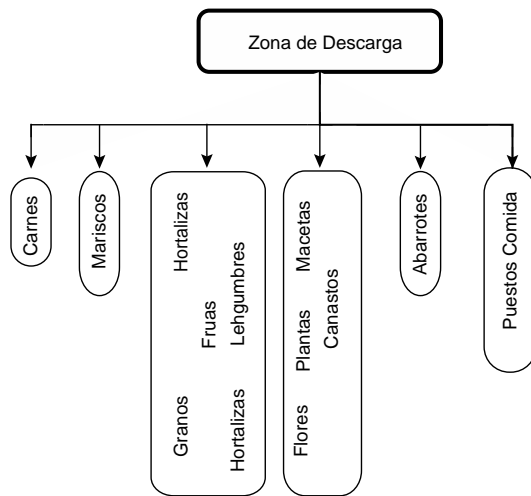 Zona de Descarga
Carnes
Mariscos
Granos Hortalizas
Fruas
Hortalizas Lehgumbres
Flores Plantas Macetas
Canastos
Abarrotes
Puestos Comida